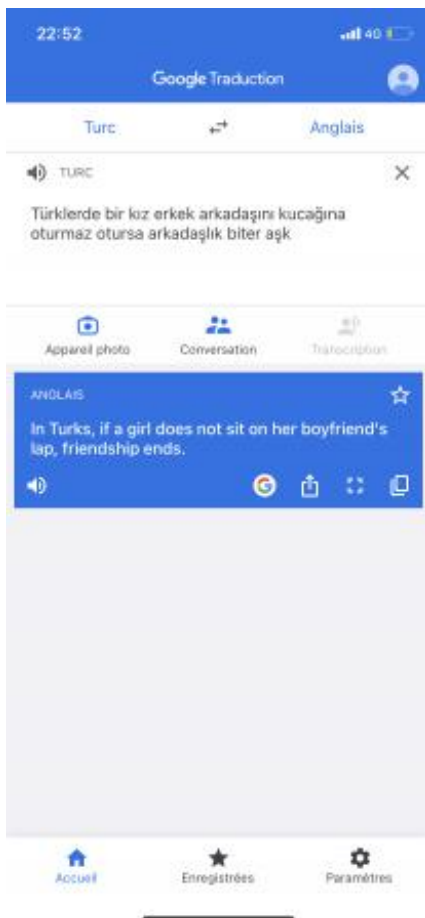 22:52
4G
Google Traduction
Turc
Anglais
TURC
Türklerde bir kız erkek arkadaşını kucağına
oturmaz otursa arkadaşlık biter aşk
Appareil photo
Conversation
Transcription
ANGLAIS
In Turks, if a girl does not sit on her boyfriend's
lap, friendship ends.
Accueil
Enregistrées
Paramètres